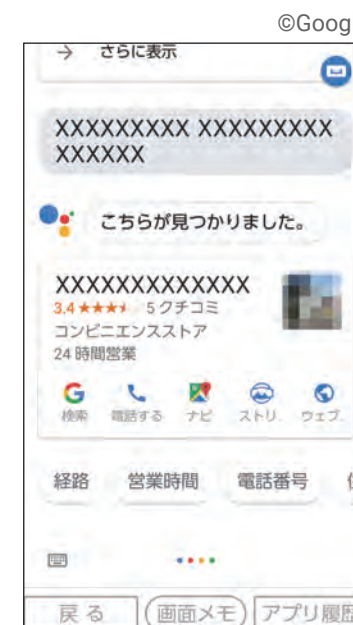 ©Goog
さらに表示
XXXXXXXXX XXXXXXXXX
XXXXXX
こちらが見つかりました。
XXXXXXXXXXXXX
3.4 ★★★ 5 クチコミ
コンビニエンスストア
24 時間営業
検索 電話する ナビ ストリ ウェブ
経路 営業時間 電話番号
戻る 画面メモ アプリ履歴